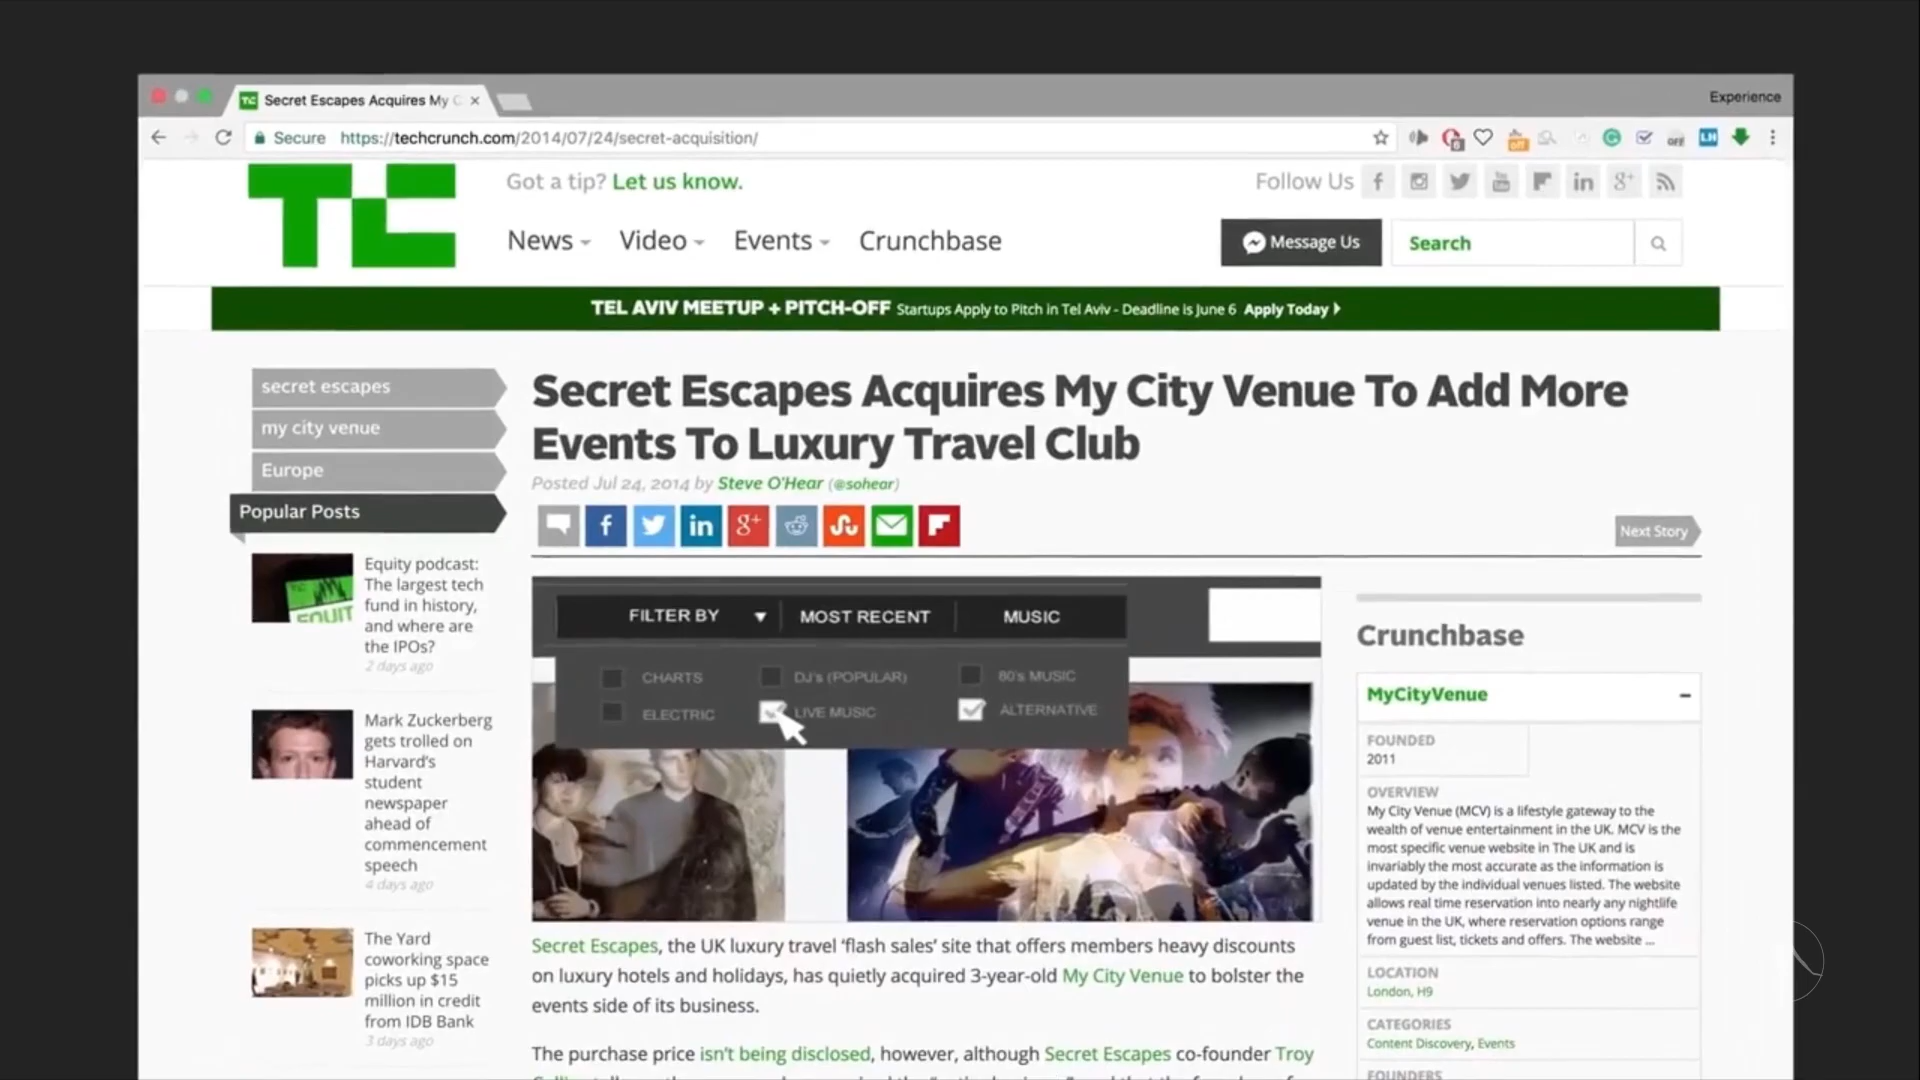 Secret Escapes Acquires My C
Experience
Secure https://techcrunch.com/2014/07/24/secret-acquisition/
Got a tip? Let us know.
Follow Us
News Video Events Crunchbase
Message Us
Search
TEL AVIV MEETUP + PITCH-OFF Startups Apply to Pitch in Tel Aviv - Deadline is June 6 Apply Today
secret escapes
my city venue
Europe
Popular Posts
Equity podcast:
The largest tech
fund in history,
and where are
the IPOs?
2 days ago
Mark Zuckerberg
gets trolled on
Harvard's
student
newspaper
ahead of
commencement
speech
4 days ago
The Yard
coworking space
picks up $15
million in credit
from IDB Bank
3 days ago
Secret Escapes Acquires My City Venue To Add More
Events To Luxury Travel Club
Posted Jul 24, 2014 by Steve O'Hear (@sohear)
Next Story
FILTER BY MOST RECENT MUSIC
CHARTS DJ's (POPULAR) 80's MUSIC
ELECTRIC LIVE MUSIC ALTERNATIVE
Secret Escapes, the UK luxury travel ‘flash sales’ site that offers members heavy discounts
on luxury hotels and holidays, has quietly acquired 3-year-old My City Venue to bolster the
events side of its business.
The purchase price isn't being disclosed, however, although Secret Escapes co-founder Troy
Crunchbase
MyCityVenue
FOUNDED
2011
OVERVIEW
My City Venue (MCV) is a lifestyle gateway to the
wealth of venue entertainment in the UK. MCV is the
most specific venue website in The UK and is
invariably the most accurate as the information is
updated by the individual venues listed. The website
allows real time reservation into nearly any nightlife
venue in the UK, where reservation options range
from guest list, tickets and offers. The website ...
LOCATION
London, H9
CATEGORIES
Content Discovery, Events
FOUNDERS